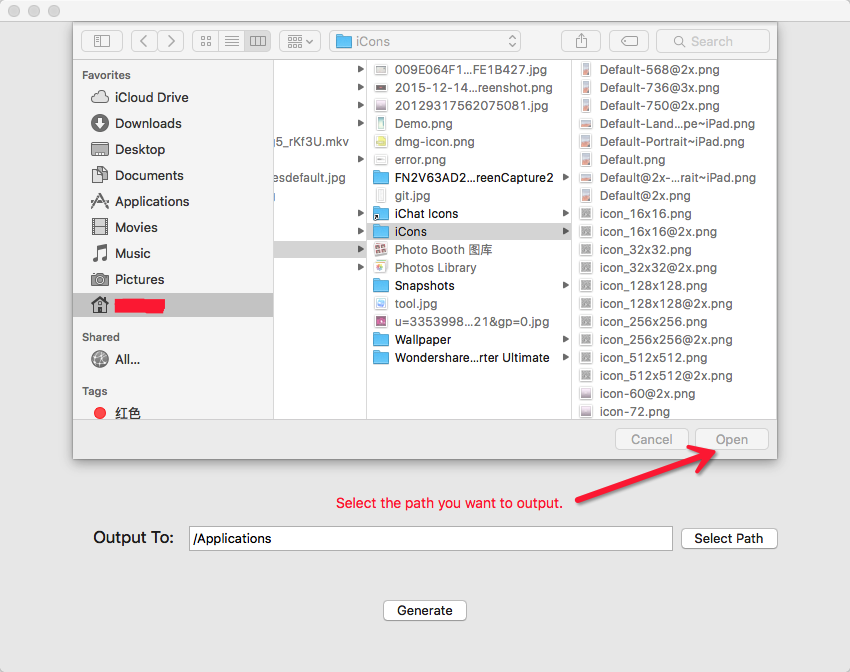 iCons
Search
Favorites
iCloud Drive
Downloads
Desktop
Documents
Applications
Movies
Music
Pictures
Shared
All...
Tags
红色
j5_rKf3U.mkv
esdefault.jpg
009E064F1...FE1B427.jpg
2015-12-14...reenshot.png
20129317562075081.jpg
Demo.png
dmg-icon.png
error.png
FN2V63AD2...reenCapture2
git.jpg
iChat Icons
iCons
Photo Booth 图库
Photos Library
Snapshots
tool.jpg
u=3353998...21&gp=0.jpg
Wallpaper
Wondershare...rter Ultimate
Default-568@2x.png
Default-736@3x.png
Default-750@2x.png
Default-Land...pe~iPad.png
Default-Portrait~iPad.png
Default.png
Default@2x-...rait~iPad.png
Default@2x.png
icon_16x16.png
icon_16x16@2x.png
icon_32x32.png
icon_32x32@2x.png
icon_128x128.png
icon_128x128@2x.png
icon_256x256.png
icon_256x256@2x.png
icon_512x512.png
icon_512x512@2x.png
icon-60@2x.png
icon-72.png
Cancel
Open
Select the path you want to output.
Output To:
/Applications
Select Path
Generate